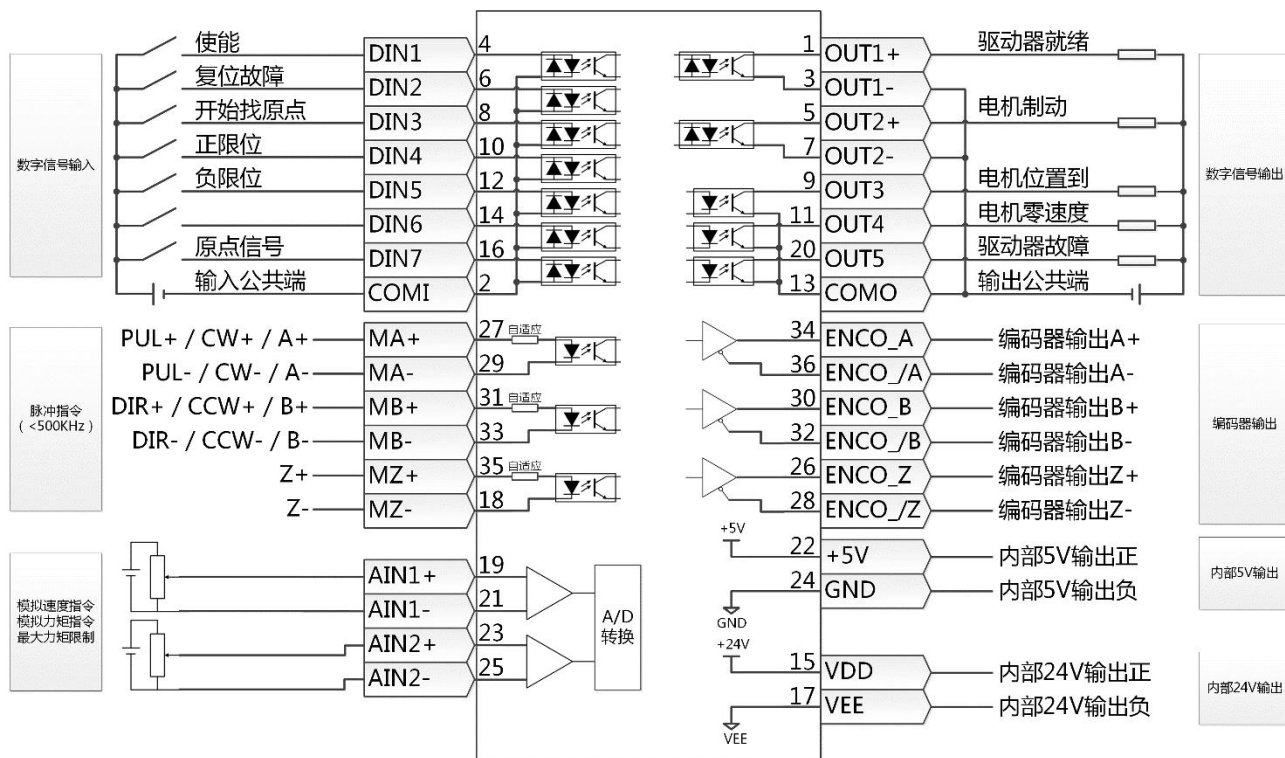 数字信号输入
使能
DIN1
4
复位故障
DIN2
6
开始找原点
DIN3
8
正限位
DIN4
10
负限位
DIN5
12
DIN6
14
原点信号
DIN7
16
输入公共端
COMI
2
脉冲指令
(<500KHz)
PUL+ / CW+ / A+
MA+
27
自适应
PUL- / CW- / A-
MA-
29
DIR+ / CCW+ / B+
MB+
31
自适应
DIR- / CCW- / B-
MB-
33
Z+
MZ+
35
自适应
Z-
MZ-
18
模拟速度指令
模拟力矩指令
最大力矩限制
AIN1+
19
AIN1-
21
AIN2+
23
AIN2-
25
A/D
转换
1
OUT1+
驱动器就绪
3
OUT1-
5
OUT2+
电机制动
7
OUT2-
9
OUT3
电机位置到
11
OUT4
电机零速度
20
OUT5
驱动器故障
13
COMO
输出公共端
数字信号输出
34
ENCO_A
编码器输出A+
36
ENCO_/A
编码器输出A-
30
ENCO_B
编码器输出B+
32
ENCO_/B
编码器输出B-
26
ENCO_Z
编码器输出Z+
28
ENCO_/Z
编码器输出Z-
编码器输出
+5V
22
+5V
内部5V输出正
24
GND
内部5V输出负
GND
内部5V输出
+24V
15
VDD
内部24V输出正
17
VEE
内部24V输出负
VEE
内部24V输出